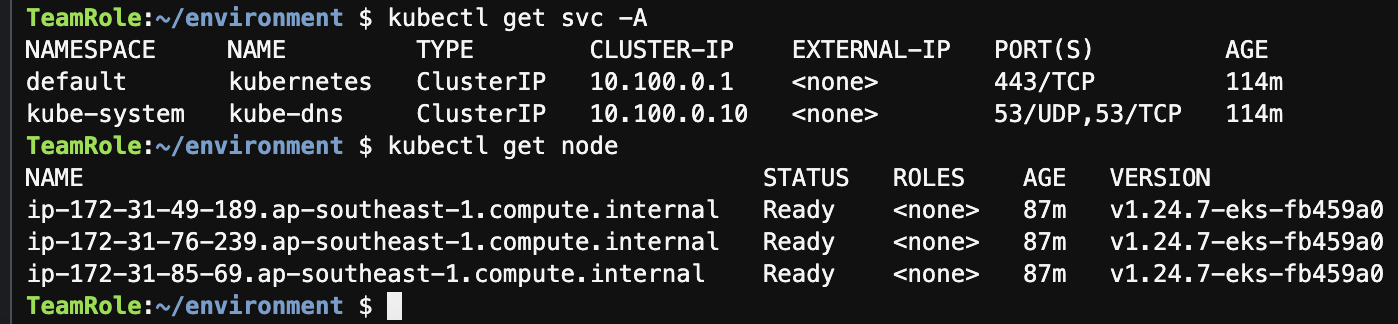 TeamRole:~/environment $ kubectl get svc -A
NAMESPACE     NAME         TYPE        CLUSTER-IP    EXTERNAL-IP   PORT(S)         AGE
default       kubernetes   ClusterIP   10.100.0.1    <none>        443/TCP         114m
kube-system   kube-dns     ClusterIP   10.100.0.10   <none>        53/UDP,53/TCP   114m
TeamRole:~/environment $ kubectl get node
NAME                                               STATUS   ROLES    AGE   VERSION
ip-172-31-49-189.ap-southeast-1.compute.internal   Ready    <none>   87m   v1.24.7-eks-fb459a0
ip-172-31-76-239.ap-southeast-1.compute.internal   Ready    <none>   87m   v1.24.7-eks-fb459a0
ip-172-31-85-69.ap-southeast-1.compute.internal    Ready    <none>   87m   v1.24.7-eks-fb459a0
TeamRole:~/environment $